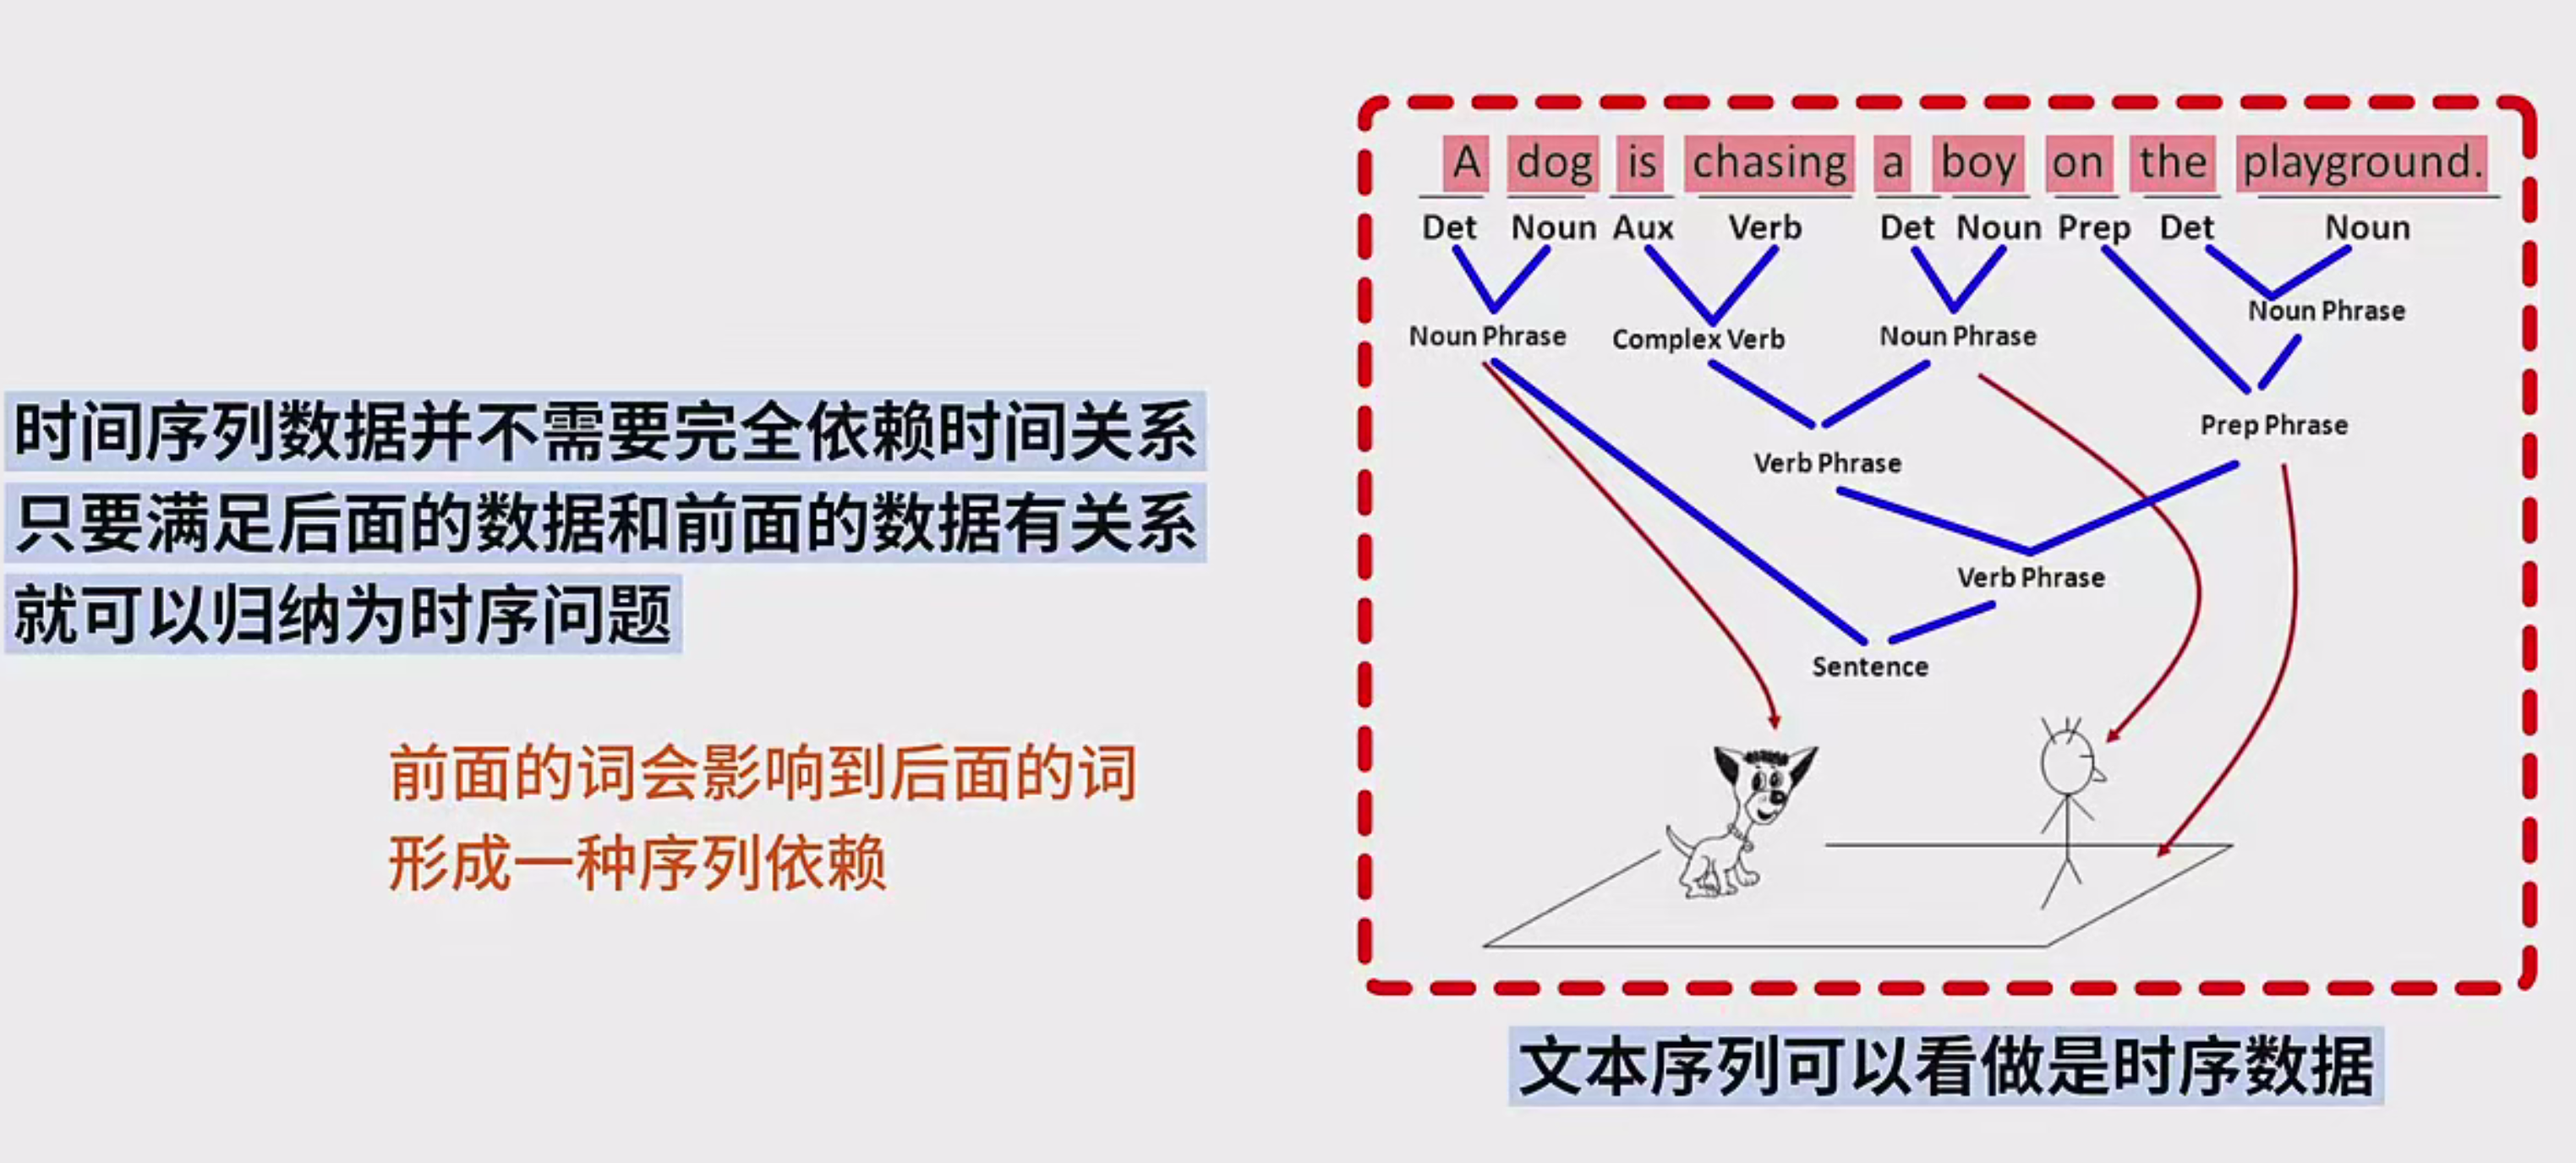 时间序列数据并不需要完全依赖时间关系
只要满足后面的数据和前面的数据有关系
就可以归纳为时序问题
前面的词会影响到后面的词
形成一种序列依赖
A dog is chasing a boy on the playground.
Det Noun Aux Verb Det Noun Prep Det Noun
Noun Phrase
Noun Phrase Complex Verb Noun Phrase
Prep Phrase
Verb Phrase
Verb Phrase
Sentence
文本序列可以看做是时序数据